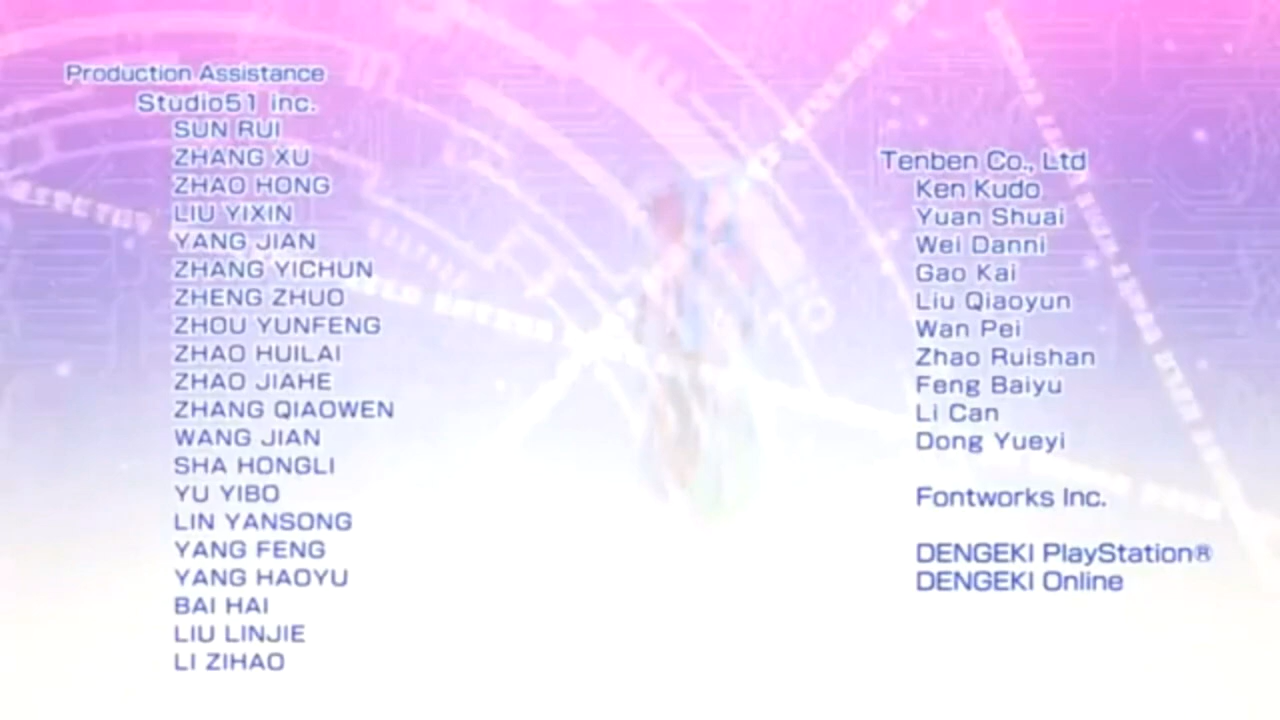 Production Assistance
Studio51 inc.
SUN RUI
ZHANG XU
ZHAO HONG
LIU YIXIN
YANG JIAN
ZHANG YICHUN
ZHENG ZHUO
ZHOU YUNFENG
ZHAO HUILAI
ZHAO JIAHE
ZHANG QIAOWEN
WANG JIAN
SHA HONGLI
YU YIBO
LIN YANSONG
YANG FENG
YANG HAOYU
BAI HAI
LIU LINJIE
LI ZIHAO
Tenben Co., Ltd
Ken Kudo
Yuan Shuai
Wei Danni
Gao Kai
Liu Qiaoyun
Wan Pei
Zhao Ruishan
Feng Baiyu
Li Can
Dong Yueyi
Fontworks Inc.
DENGEKI PlayStation®
DENGEKI Online